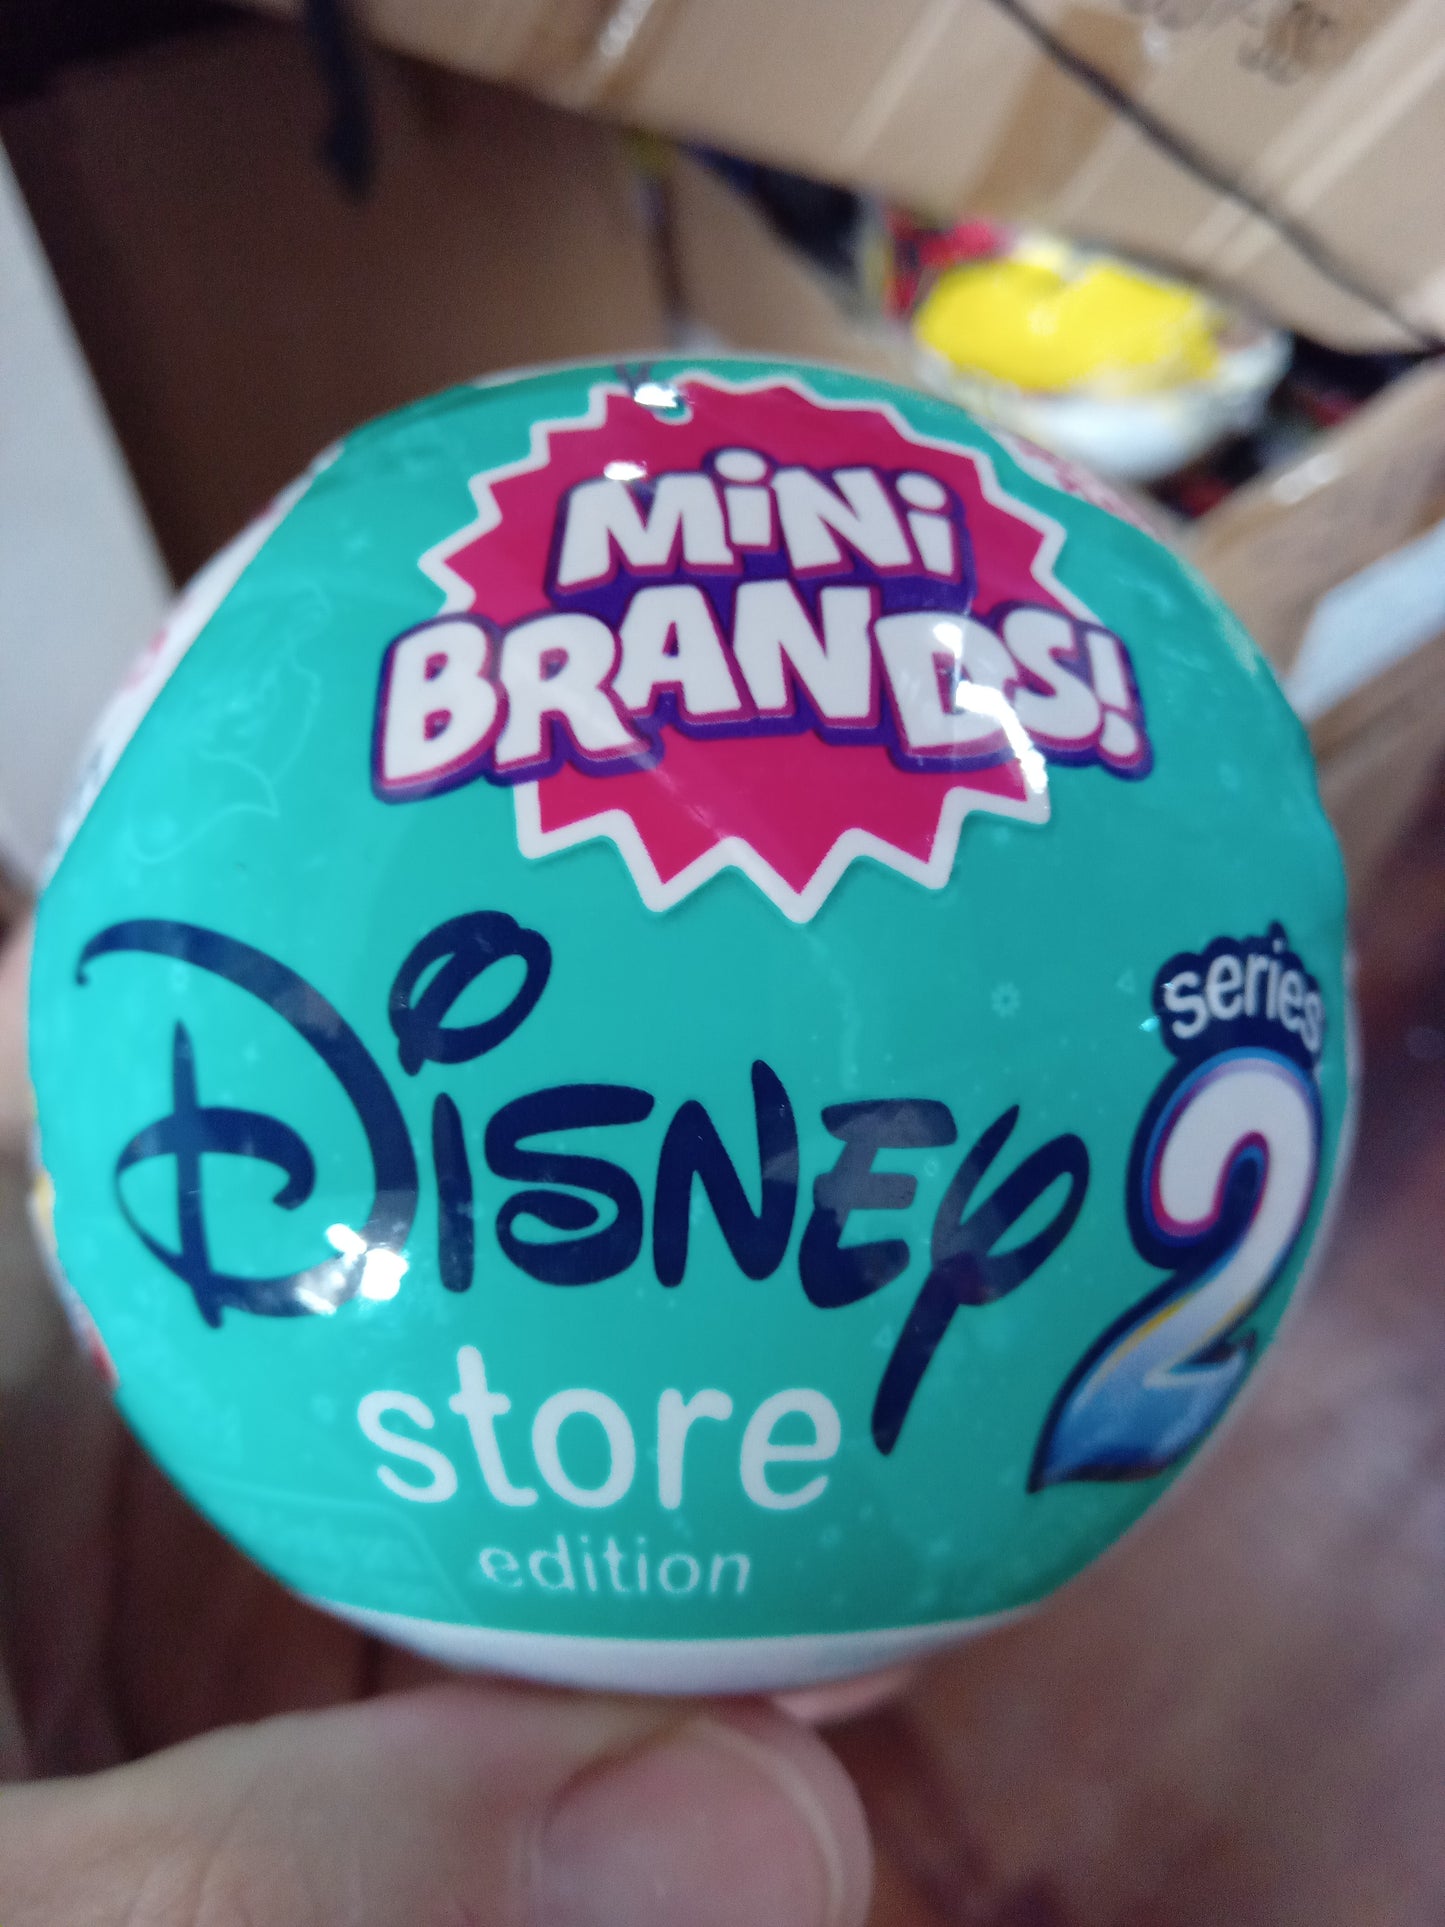 MiNi
BRANDS!
Disney
series
2
store
edition